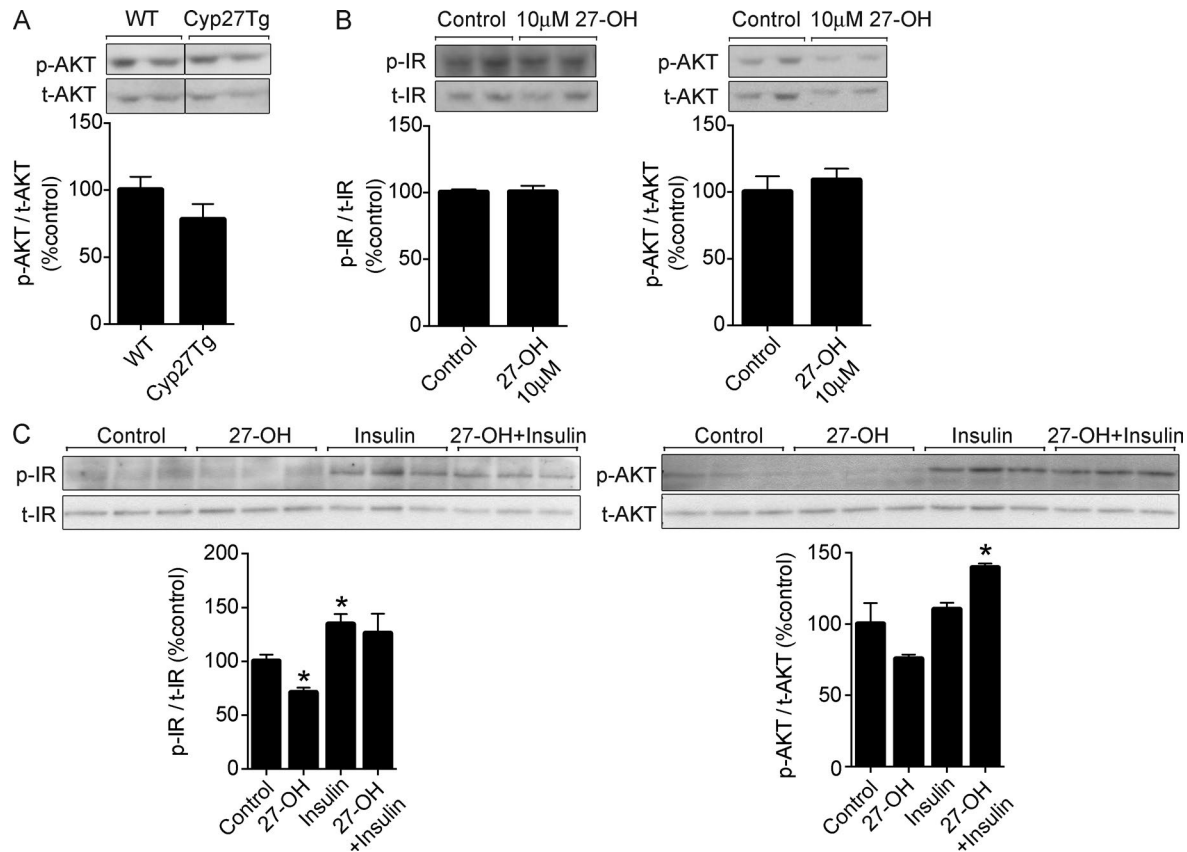 A
WT Cyp27Tg
p-AKT
t-AKT
150
100
50
0
p-AKT / t-AKT
(%control)
WT
Cyp27Tg
B
Control 10μM 27-OH
p-IR
t-IR
150
100
50
0
p-IR / t-IR
(%control)
Control
27-OH
10μM
Control 10μM 27-OH
p-AKT
t-AKT
150
100
50
0
p-AKT / t-AKT
(%control)
Control
27-OH
10μM
C
Control 27-OH Insulin 27-OH+Insulin
p-IR
t-IR
200
150
100
50
0
p-IR / t-IR (%control)
* *
Control
27-OH
Insulin
27-OH
+Insulin
Control 27-OH Insulin 27-OH+Insulin
p-AKT
t-AKT
150
100
50
0
p-AKT / t-AKT (%control)
*
Control
27-OH
Insulin
27-OH
+Insulin